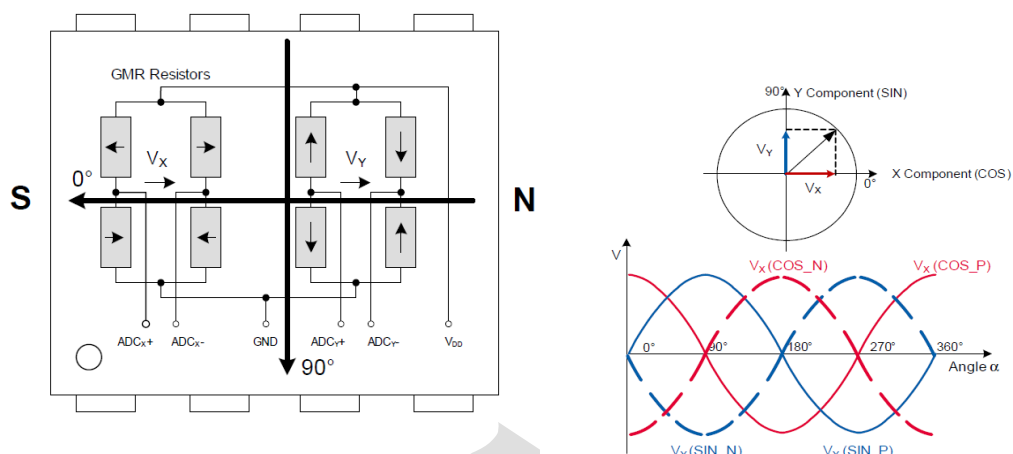 GMR Resistors
VX
VY
0°
S
N
ADCX+
ADCX-
GND
ADCY+
ADCY-
VDD
90°
90°
Y Component (SIN)
VY
X Component (COS)
VX
0°
V
VX (COS_N)
VX (COS_P)
0°
90°
180°
270°
360°
Angle α
VY (SIN_N)
VY (SIN_P)